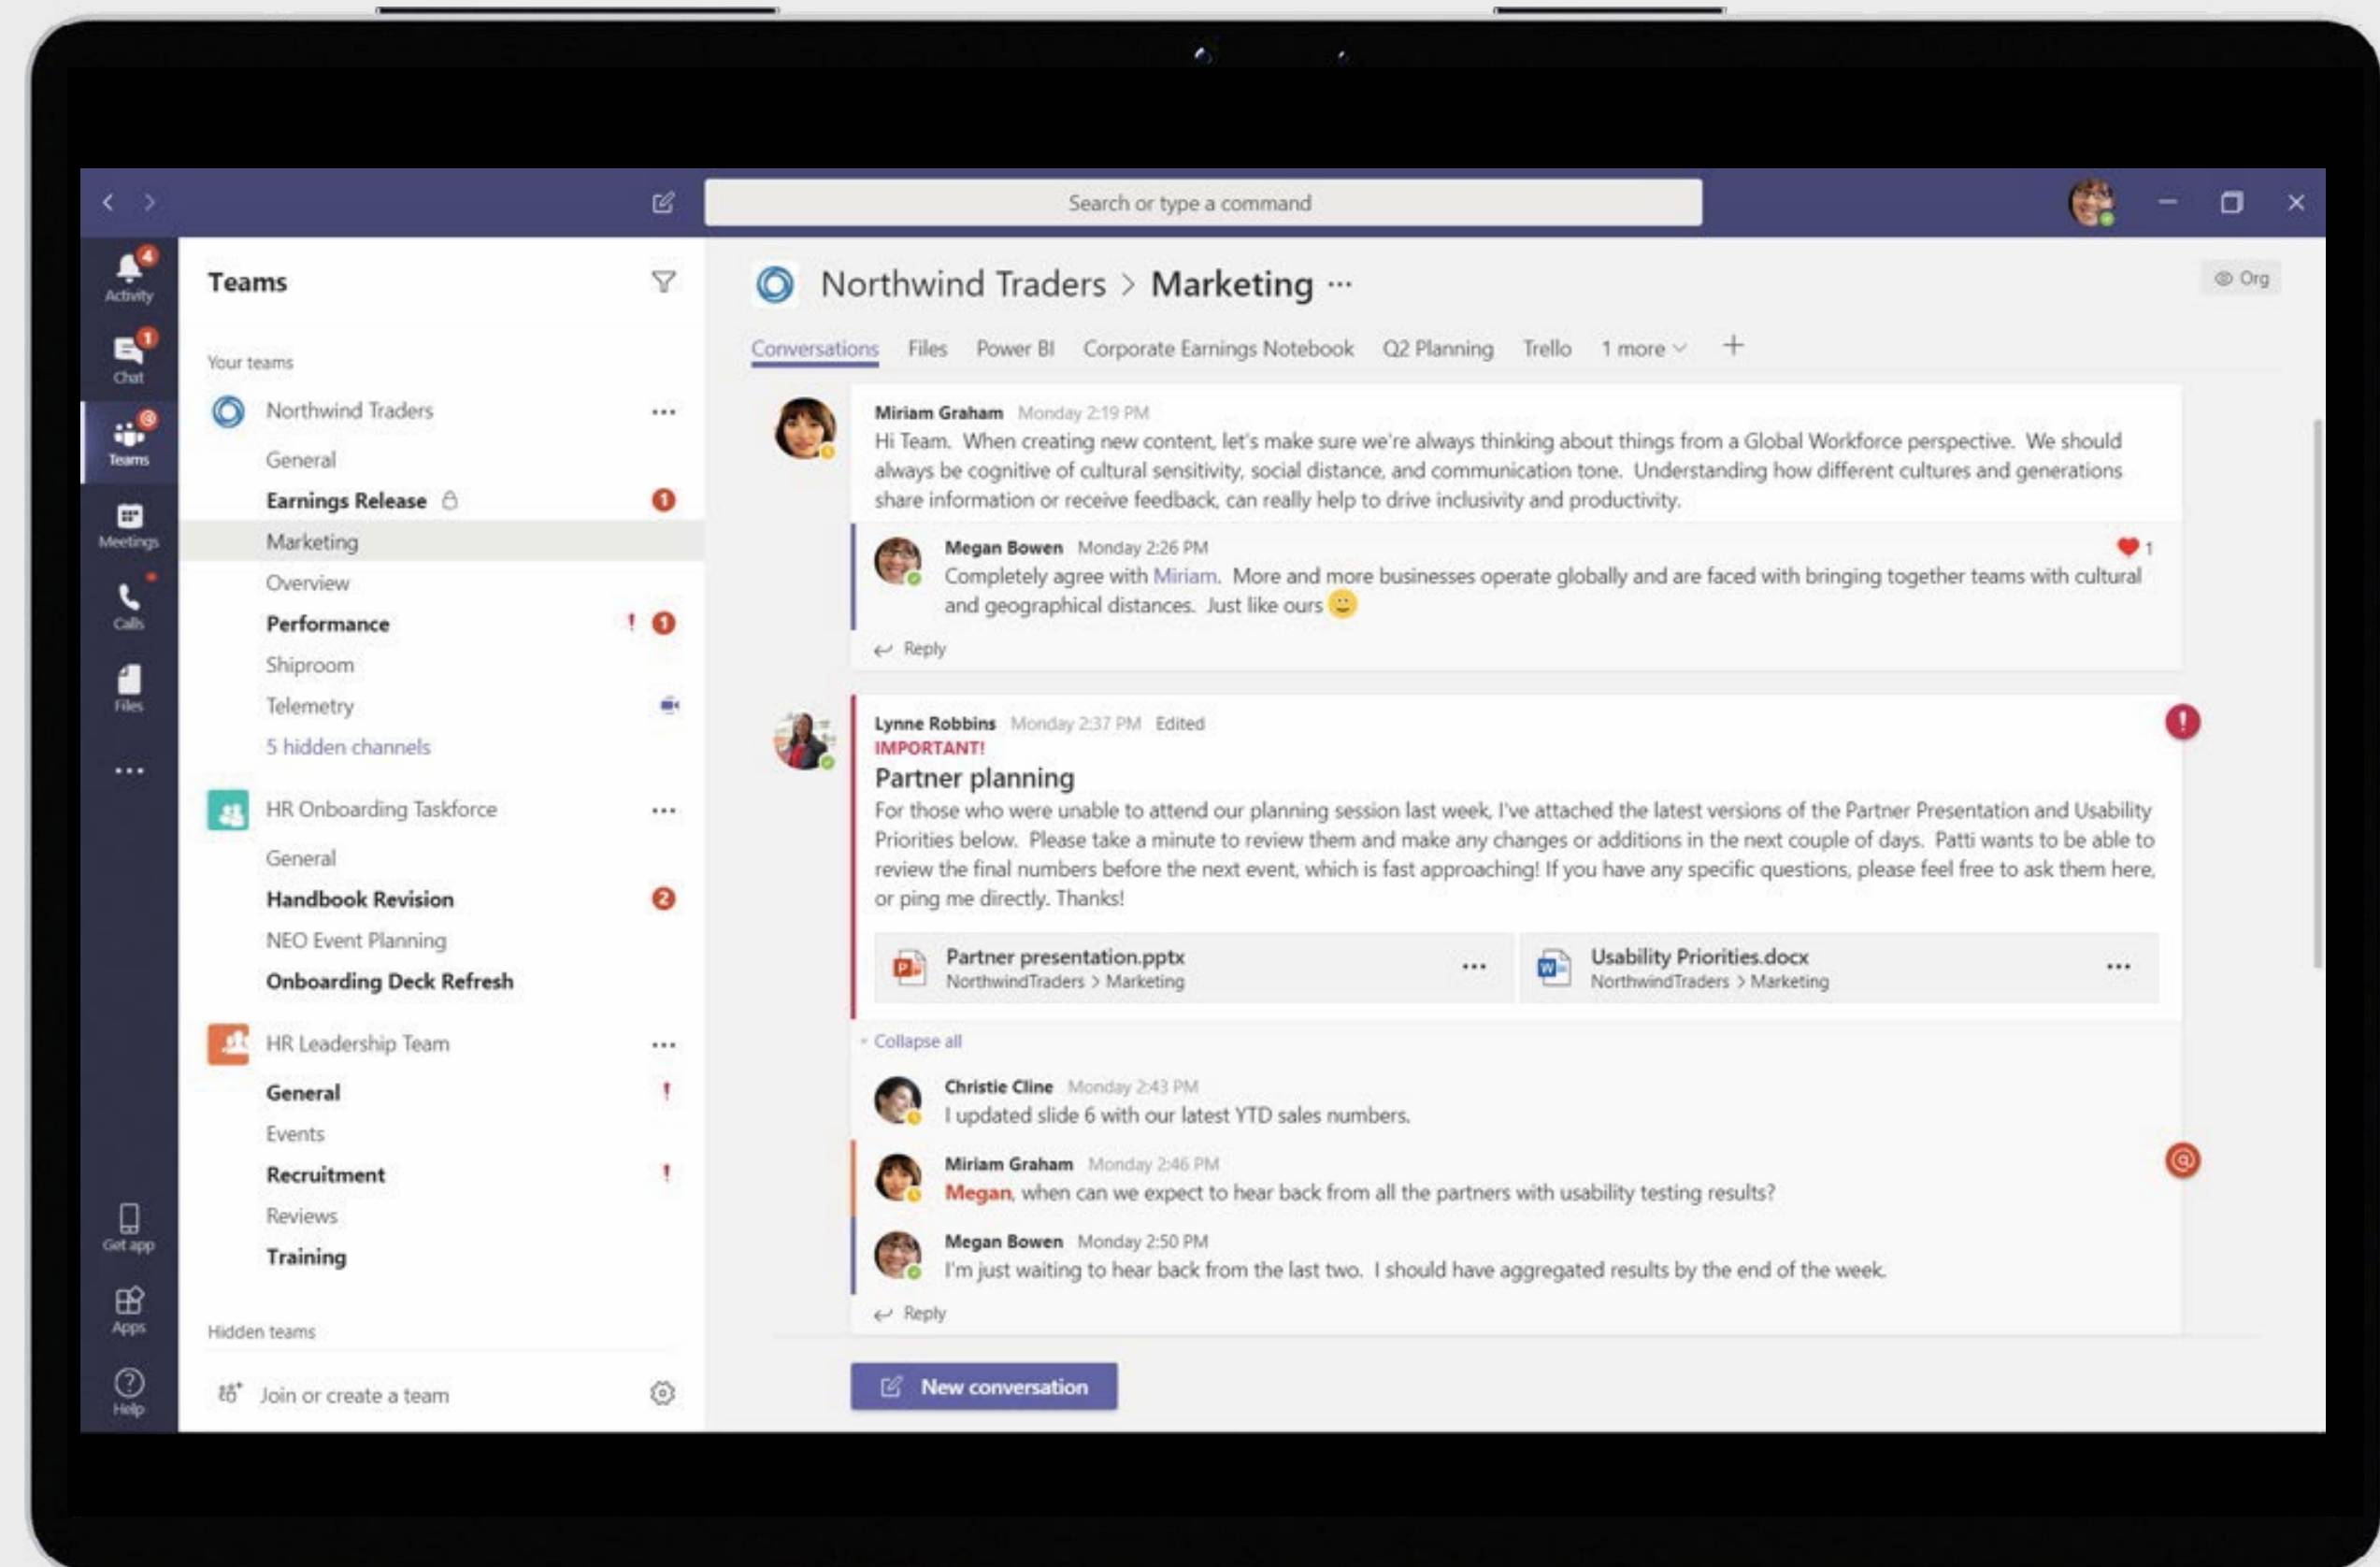 Search or type a command
4
Activity
1
Chat
@
Teams
Meetings
Calls
Files
Get app
Apps
Help
Teams
Your teams
Northwind Traders
General
Earnings Release 1
Marketing
Overview
Performance ! 1
Shiproom
Telemetry
5 hidden channels
HR Onboarding Taskforce
General
Handbook Revision 2
NEO Event Planning
Onboarding Deck Refresh
HR Leadership Team
General !
Events
Recruitment !
Reviews
Training
Hidden teams
Join or create a team
Northwind Traders > Marketing ...
Org
Conversations Files Power BI Corporate Earnings Notebook Q2 Planning Trello 1 more +
Miriam Graham Monday 2:19 PM
Hi Team. When creating new content, let's make sure we're always thinking about things from a Global Workforce perspective. We should
always be cognitive of cultural sensitivity, social distance, and communication tone. Understanding how different cultures and generations
share information or receive feedback, can really help to drive inclusivity and productivity.
Megan Bowen Monday 2:26 PM 1
Completely agree with Miriam. More and more businesses operate globally and are faced with bringing together teams with cultural
and geographical distances. Just like ours
Reply
Lynne Robbins Monday 2:37 PM Edited !
IMPORTANT!
Partner planning
For those who were unable to attend our planning session last week, I've attached the latest versions of the Partner Presentation and Usability
Priorities below. Please take a minute to review them and make any changes or additions in the next couple of days. Patti wants to be able to
review the final numbers before the next event, which is fast approaching! If you have any specific questions, please feel free to ask them here,
or ping me directly. Thanks!
P
Partner presentation.pptx
NorthwindTraders > Marketing
W
Usability Priorities.docx
NorthwindTraders > Marketing
Collapse all
Christie Cline Monday 2:43 PM
I updated slide 6 with our latest YTD sales numbers.
Miriam Graham Monday 2:46 PM @
Megan, when can we expect to hear back from all the partners with usability testing results?
Megan Bowen Monday 2:50 PM
I'm just waiting to hear back from the last two. I should have aggregated results by the end of the week.
Reply
New conversation